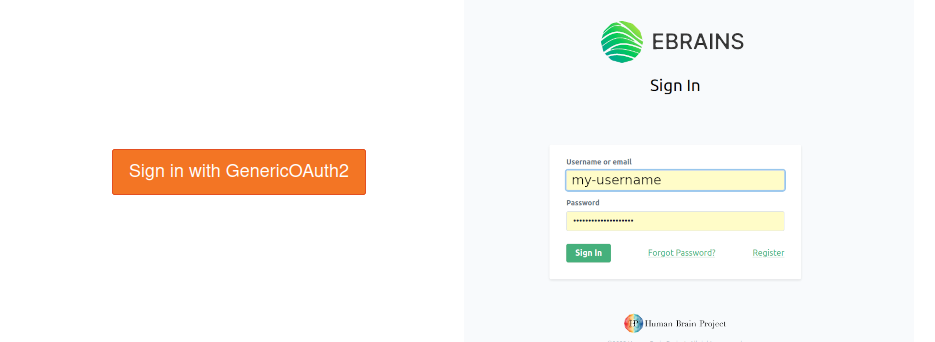 Sign in with GenericOAuth2
EBRAINS
Sign In
Username or email
my-username
Password
Sign In Forgot Password? Register
Human Brain Project